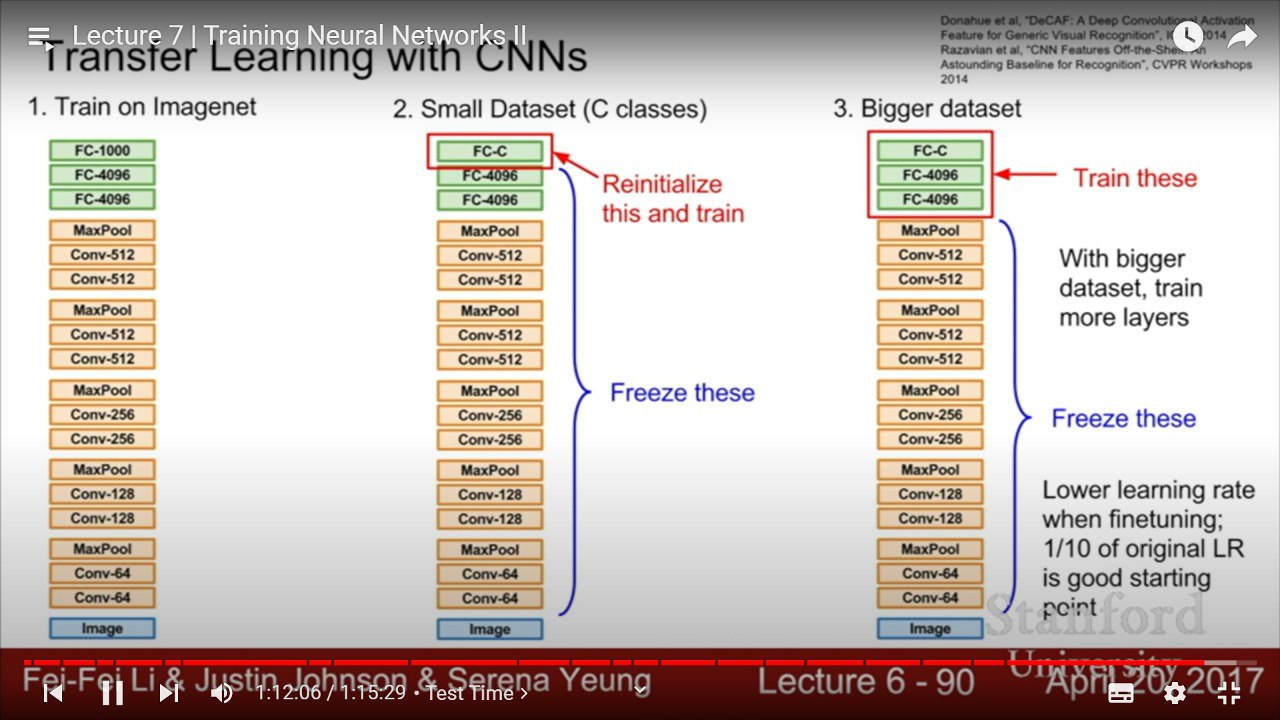 Lecture 7 | Training Neural Networks II
Transfer Learning with CNNs
Donahue et al, "DeCAF: A Deep Convolutional Activation
Feature for Generic Visual Recognition", 2014
Razavian et al, "CNN Features Off-the-Shelf: An
Astounding Baseline for Recognition", CVPR Workshops
2014
1. Train on Imagenet
FC-1000
FC-4096
FC-4096
MaxPool
Conv-512
Conv-512
MaxPool
Conv-512
Conv-512
MaxPool
Conv-256
Conv-256
MaxPool
Conv-128
Conv-128
MaxPool
Conv-64
Conv-64
Image
2. Small Dataset (C classes)
FC-C
FC-4096
FC-4096
MaxPool
Conv-512
Conv-512
MaxPool
Conv-512
Conv-512
MaxPool
Conv-256
Conv-256
MaxPool
Conv-128
Conv-128
MaxPool
Conv-64
Conv-64
Image
Reinitialize
this and train
Freeze these
3. Bigger dataset
FC-C
FC-4096
FC-4096
MaxPool
Conv-512
Conv-512
MaxPool
Conv-512
Conv-512
MaxPool
Conv-256
Conv-256
MaxPool
Conv-128
Conv-128
MaxPool
Conv-64
Conv-64
Image
Train these
With bigger
dataset, train
more layers
Freeze these
Lower learning rate
when finetuning;
1/10 of original LR
is good starting
point
Stanford
University
Fei-Fei Li & Justin Johnson & Serena Yeung
Lecture 6 - 90
April 20, 2017
1:12:06 / 1:15:29 • Test Time ›